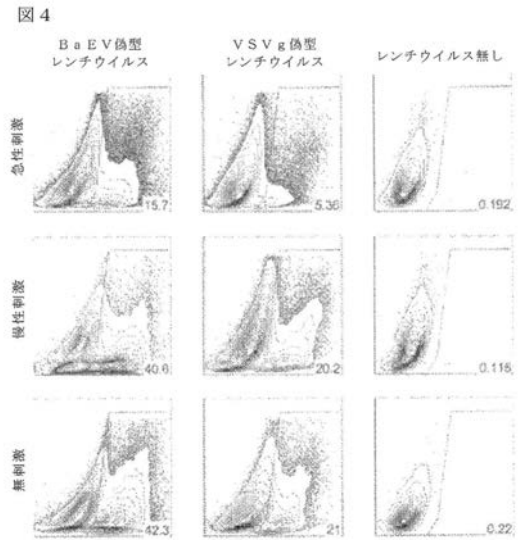 図4
BaEV偽型
レンチウイルス
VSVg偽型
レンチウイルス
レンチウイルス無し
急性刺激
15.7
5.36
0.192
慢性刺激
40.6
20.2
0.115
無刺激
42.3
21
0.22